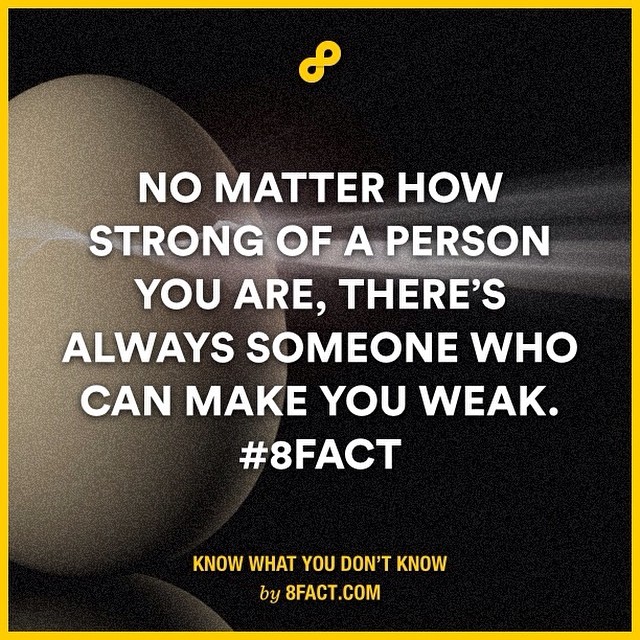 NO MATTER HOW
STRONG OF A PERSON
YOU ARE, THERE'S
ALWAYS SOMEONE WHO
CAN MAKE YOU WEAK.
#8FACT
KNOW WHAT YOU DON'T KNOW
by 8FACT.COM